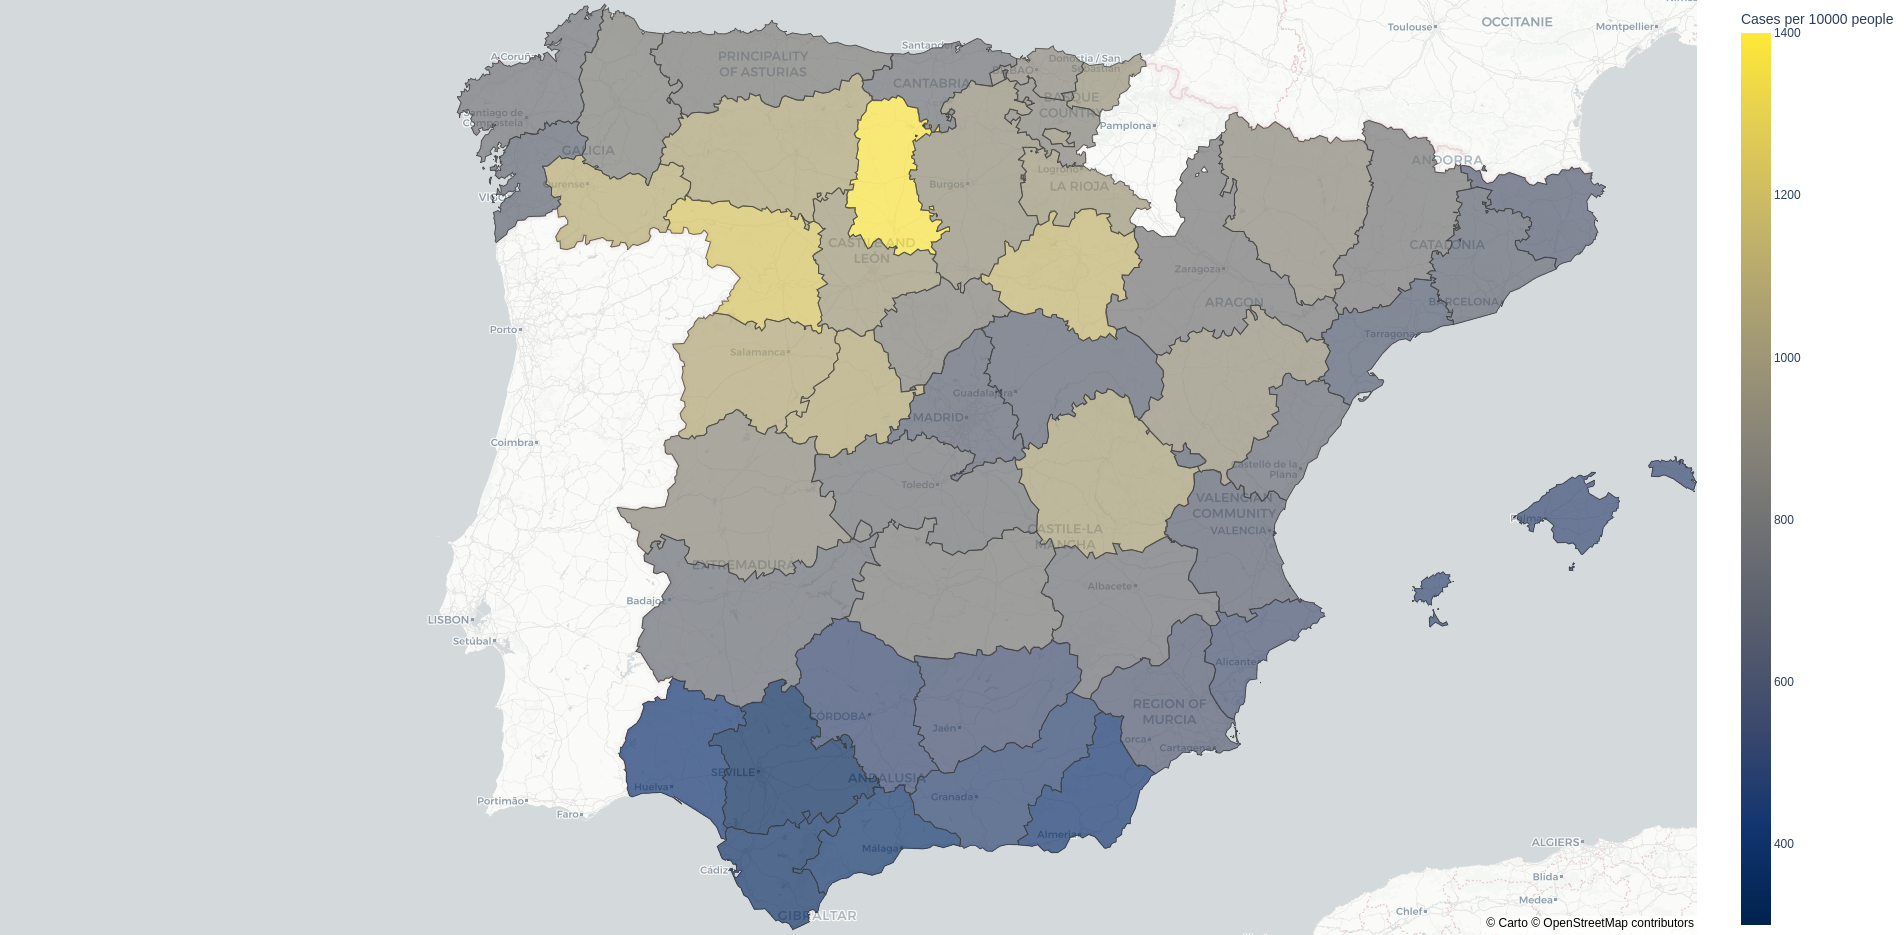 Cases per 10000 people
1400
1200
1000
800
600
400
OCCITANIE
Toulouse
Montpellier
A Coruña
Santander
PRINCIPALITY
OF ASTURIAS
CANTABRIA
BILBAO
Donostia / San
Sebastián
BASQUE
COUNTRY
Santiago de
Compostela
Pamplona
GALICIA
ANDORRA
Logroño
LA RIOJA
Ourense
Burgos
VIGO
CASTILE AND
LEÓN
CATALONIA
Zaragoza
ARAGON
BARCELONA
Porto
Tarragona
Salamanca
Guadalajara
MADRID
Coimbra
Castelló de la
Plana
Toledo
VALENCIAN
COMMUNITY
VALENCIA
Palma
CASTILE-LA
MANCHA
EXTREMADURA
Albacete
Badajoz
LISBON
Setúbal
Alicante
REGION OF
MURCIA
CÓRDOBA
Jaén
Lorca
Cartagena
SEVILLE
ANDALUSIA
Huelva
Granada
Portimão
Faro
Almeria
Málaga
Cádiz
GIBRALTAR
ALGIERS
Blida
Medea
Chlef
© Carto © OpenStreetMap contributors